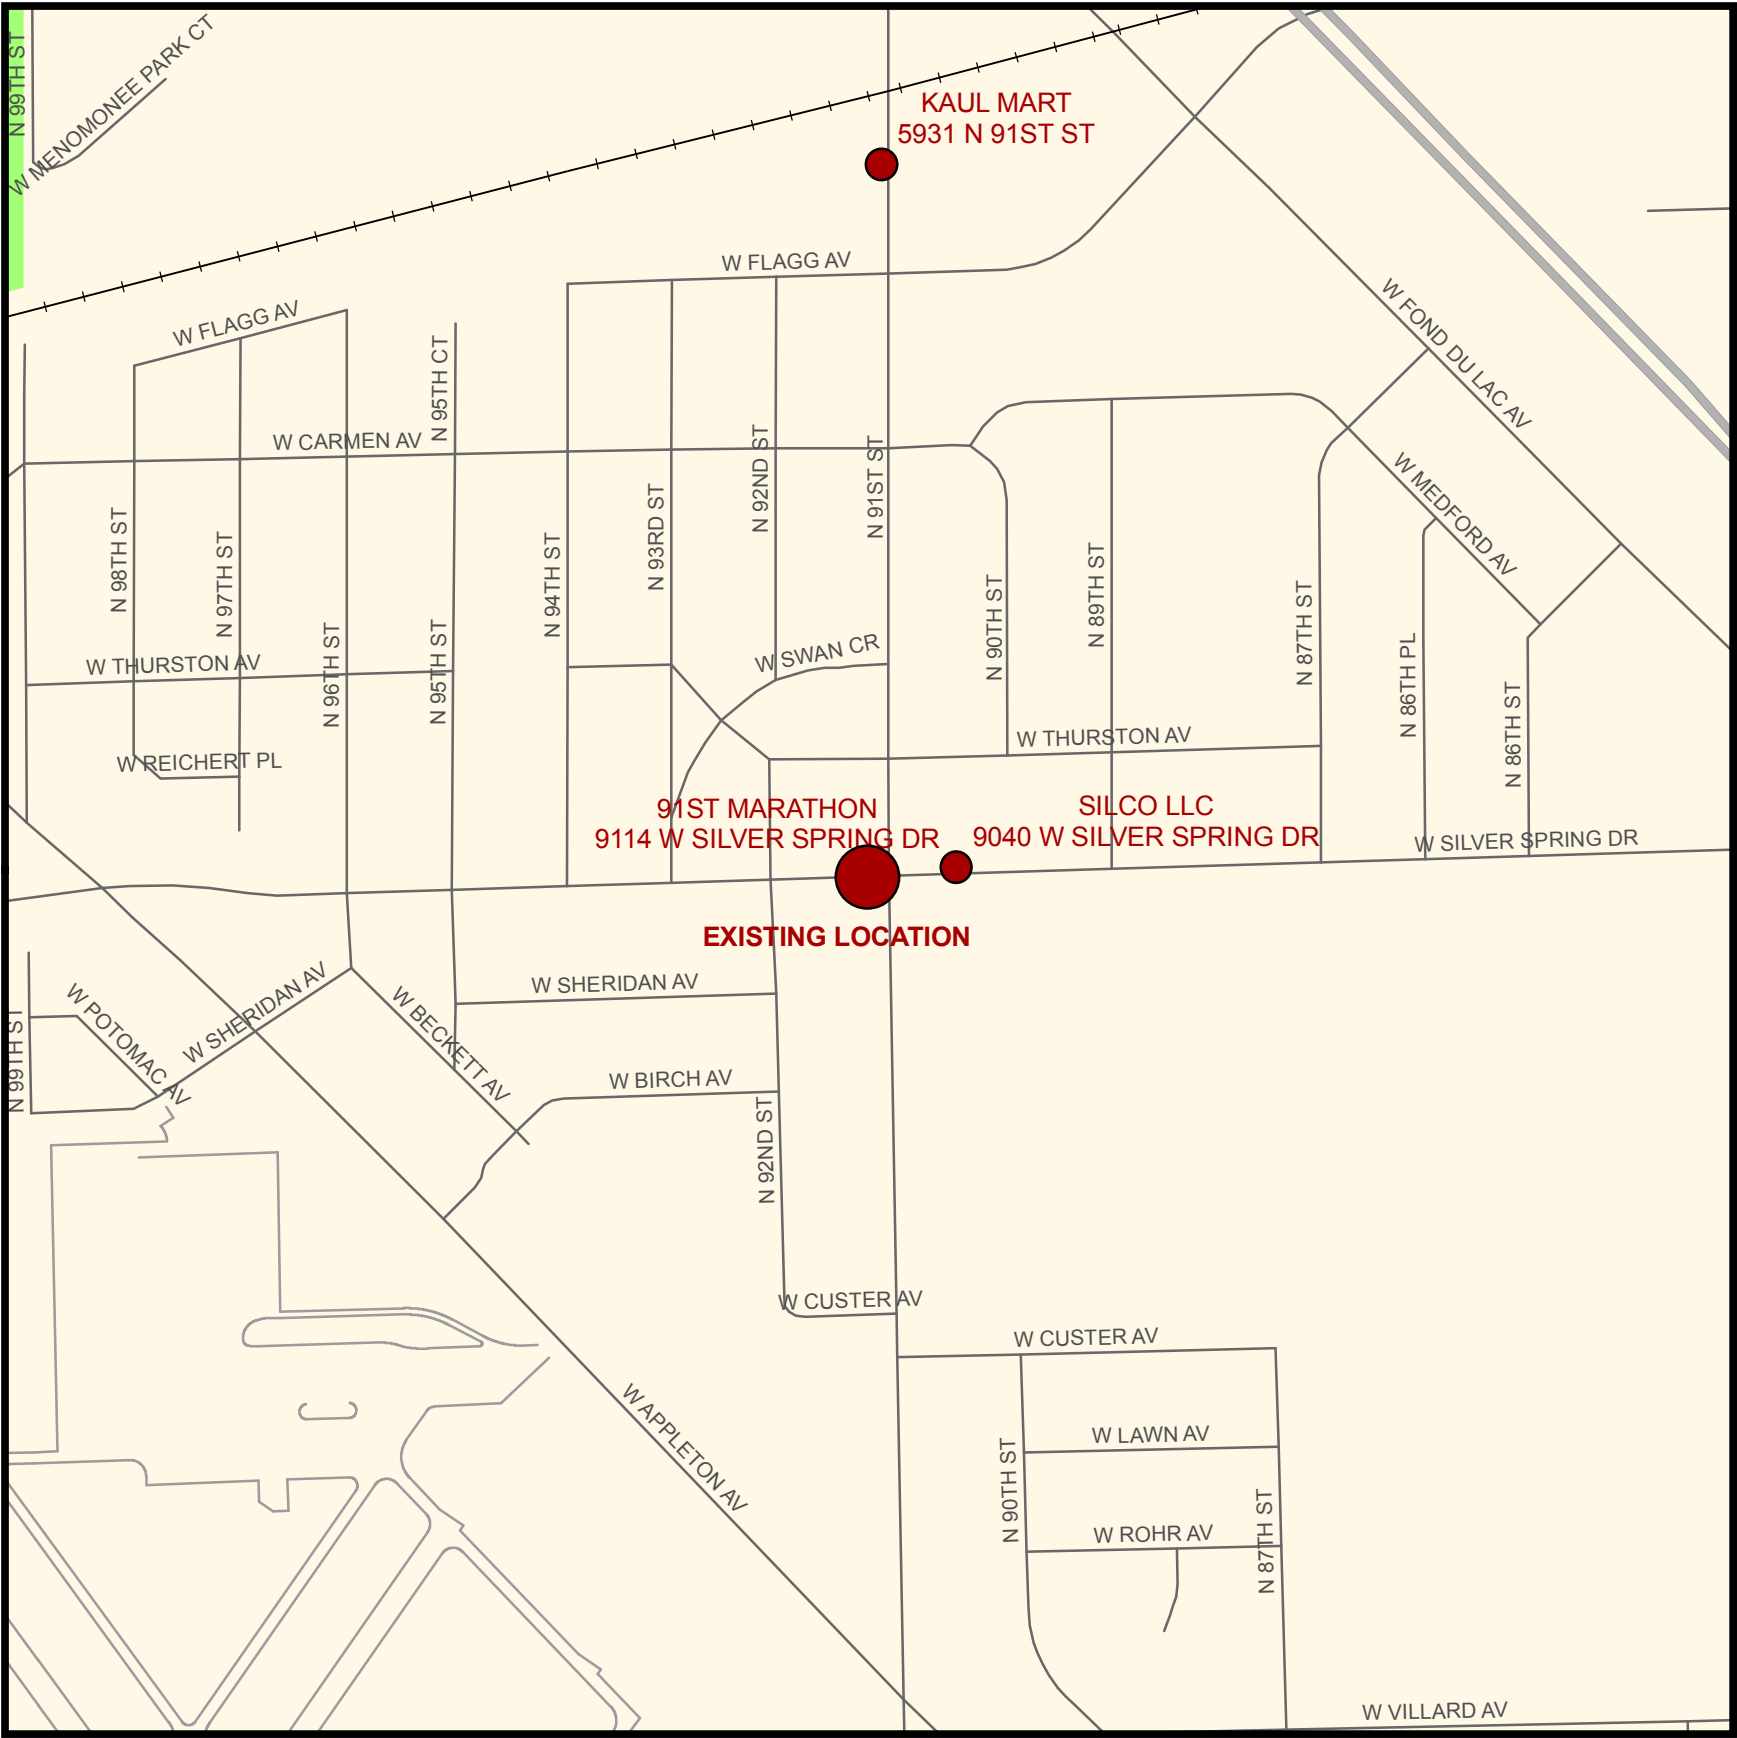 N 99TH ST
W MENOMONEE PARK CT
KAUL MART
5931 N 91ST ST
W FLAGG AV
W FLAGG AV
W FOND DU LAC AV
N 95TH CT
W CARMEN AV
N 92ND ST
N 91ST ST
W MEDFORD AV
N 93RD ST
N 98TH ST
N 97TH ST
N 94TH ST
N 89TH ST
N 90TH ST
N 87TH ST
N 96TH ST
N 95TH ST
W SWAN CR
N 86TH PL
N 86TH ST
W THURSTON AV
W THURSTON AV
W REICHERT PL
91ST MARATHON
9114 W SILVER SPRING DR
SILCO LLC
9040 W SILVER SPRING DR
W SILVER SPRING DR
EXISTING LOCATION
W SHERIDAN AV
W SHERIDAN AV
W POTOMAC AV
N 99TH ST
W BECKETT AV
W BIRCH AV
N 92ND ST
W CUSTER AV
W CUSTER AV
W APPLETON AV
W LAWN AV
N 90TH ST
N 87TH ST
W ROHR AV
W VILLARD AV